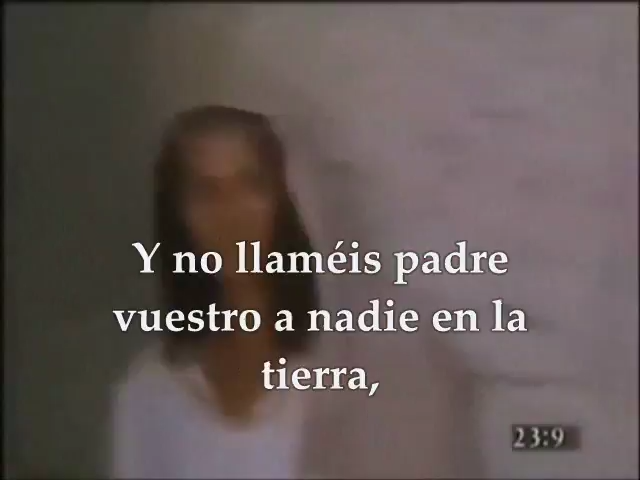 Y no llaméis padre
vuestro a nadie en la
tierra,
23:9